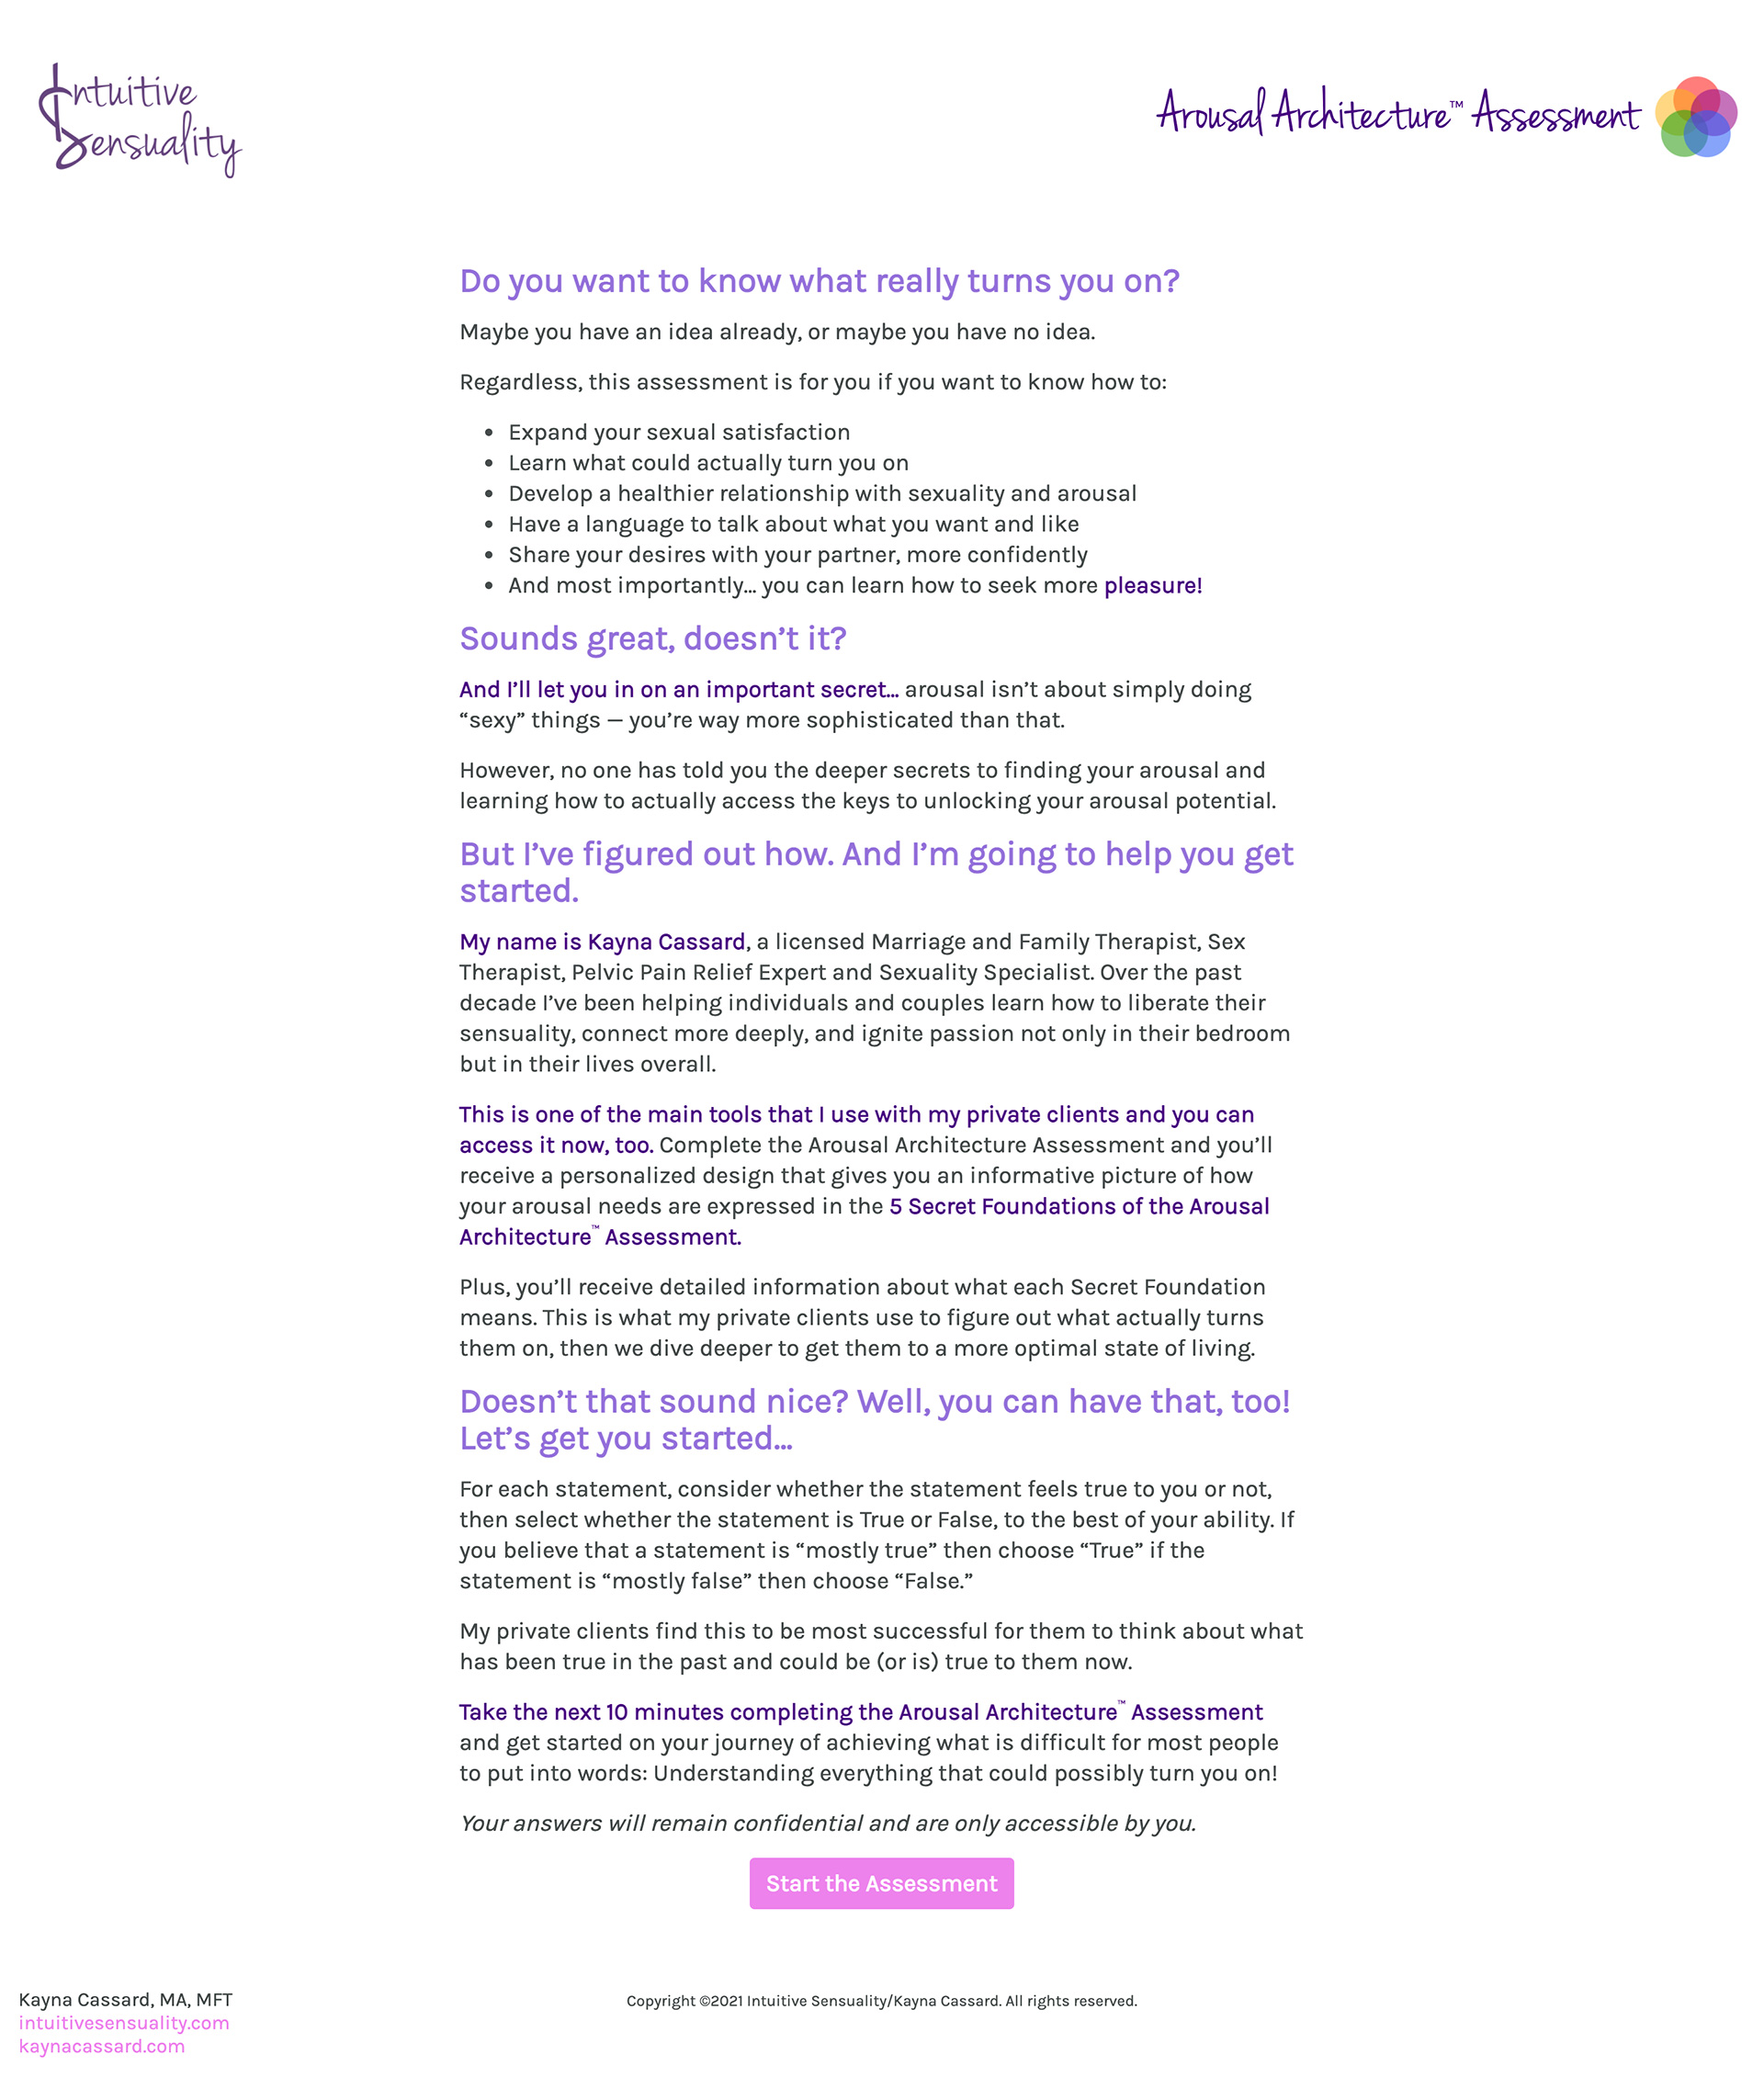 Intuitive
Sensuality
Arousal Architecture™ Assessment
Do you want to know what really turns you on?
Maybe you have an idea already, or maybe you have no idea.
Regardless, this assessment is for you if you want to know how to:
• Expand your sexual satisfaction
• Learn what could actually turn you on
• Develop a healthier relationship with sexuality and arousal
• Have a language to talk about what you want and like
• Share your desires with your partner, more confidently
• And most importantly… you can learn how to seek more pleasure!
Sounds great, doesn’t it?
And I’ll let you in on an important secret… arousal isn’t about simply doing
“sexy” things — you’re way more sophisticated than that.
However, no one has told you the deeper secrets to finding your arousal and
learning how to actually access the keys to unlocking your arousal potential.
But I’ve figured out how. And I’m going to help you get
started.
My name is Kayna Cassard, a licensed Marriage and Family Therapist, Sex
Therapist, Pelvic Pain Relief Expert and Sexuality Specialist. Over the past
decade I’ve been helping individuals and couples learn how to liberate their
sensuality, connect more deeply, and ignite passion not only in their bedroom
but in their lives overall.
This is one of the main tools that I use with my private clients and you can
access it now, too. Complete the Arousal Architecture Assessment and you’ll
receive a personalized design that gives you an informative picture of how
your arousal needs are expressed in the 5 Secret Foundations of the Arousal
Architecture™ Assessment.
Plus, you’ll receive detailed information about what each Secret Foundation
means. This is what my private clients use to figure out what actually turns
them on, then we dive deeper to get them to a more optimal state of living.
Doesn’t that sound nice? Well, you can have that, too!
Let’s get you started…
For each statement, consider whether the statement feels true to you or not,
then select whether the statement is True or False, to the best of your ability. If
you believe that a statement is “mostly true” then choose “True” if the
statement is “mostly false” then choose “False.”
My private clients find this to be most successful for them to think about what
has been true in the past and could be (or is) true to them now.
Take the next 10 minutes completing the Arousal Architecture™ Assessment
and get started on your journey of achieving what is difficult for most people
to put into words: Understanding everything that could possibly turn you on!
Your answers will remain confidential and are only accessible by you.
Start the Assessment
Kayna Cassard, MA, MFT
intuitivesensuality.com
kaynacassard.com
Copyright ©2021 Intuitive Sensuality/Kayna Cassard. All rights reserved.